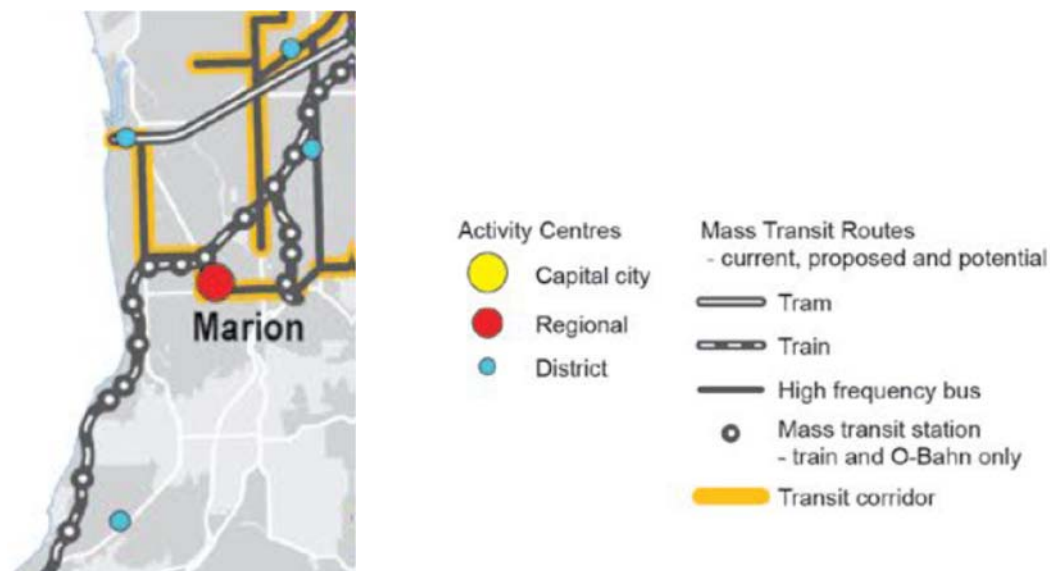 Marion
Activity Centres
Capital city
Regional
District
Mass Transit Routes
- current, proposed and potential
Tram
Train
High frequency bus
Mass transit station
- train and O-Bahn only
Transit corridor